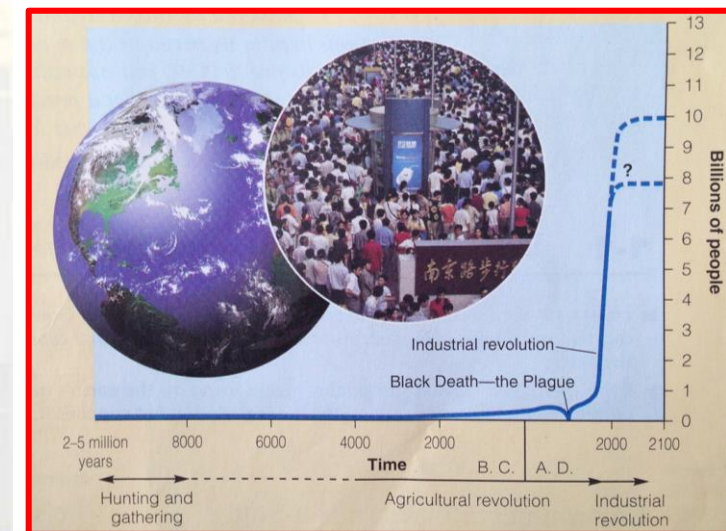 13
12
11
10
9
8
7
6
5
4
3
2
1
0
Billions of people
?
南京路步行
Industrial revolution
Black Death—the Plague
2–5 million
years
8000
6000
4000
2000
2000
2100
Time
B. C.
A. D.
Hunting and
gathering
Agricultural revolution
Industrial
revolution